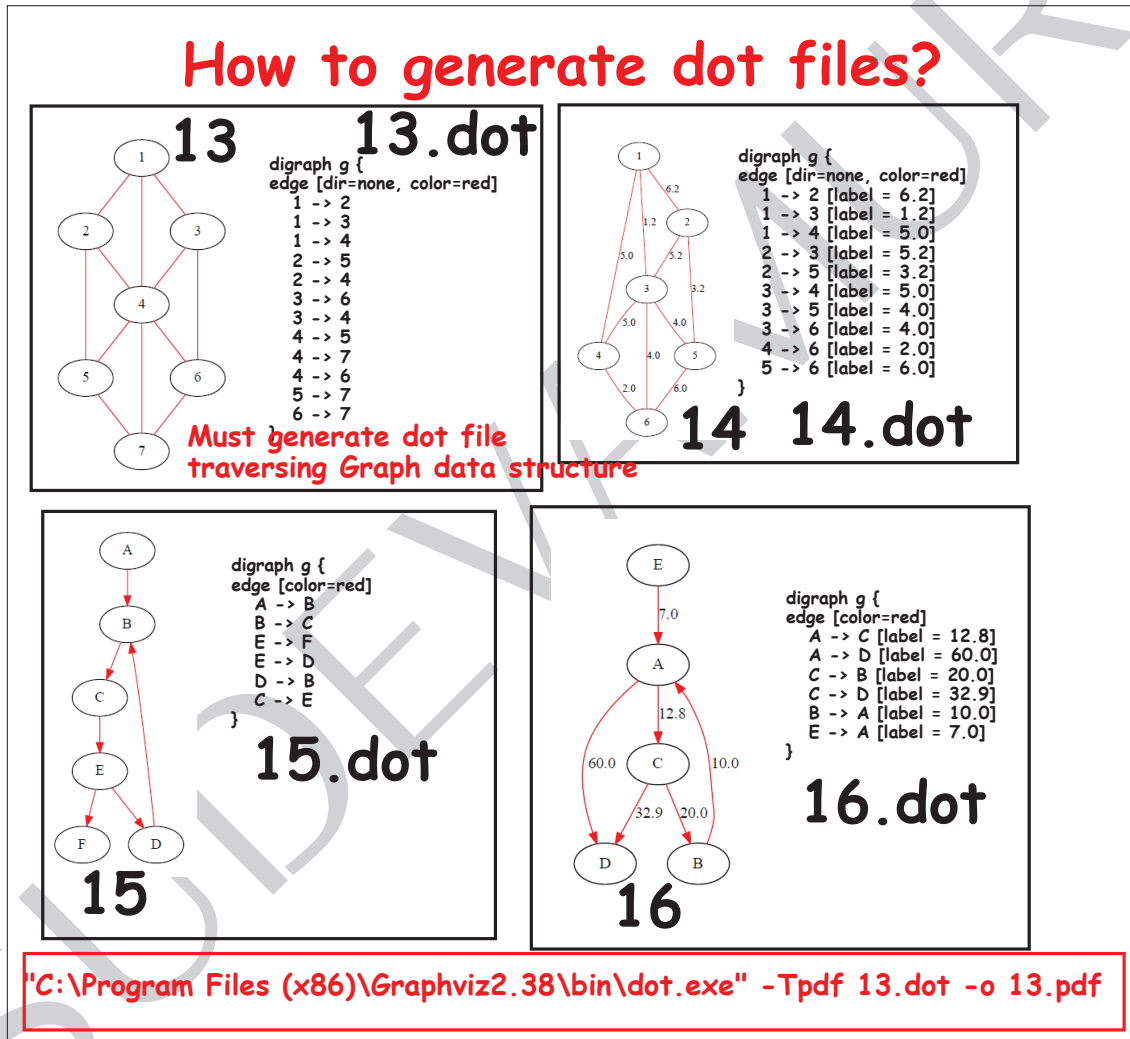 How to generate dot files?
13
13.dot
1
2
3
4
5
6
7
digraph g {
edge [dir=none, color=red]
1 -> 2
1 -> 3
1 -> 4
2 -> 5
2 -> 4
3 -> 6
3 -> 4
4 -> 5
4 -> 7
4 -> 6
5 -> 7
6 -> 7
}
Must generate dot file
traversing Graph data structure
1
6.2
1.2
2
5.0
5.2
3
3.2
5.0
4.0
4
4.0
5
2.0
6.0
6
digraph g {
edge [dir=none, color=red]
1 -> 2 [label = 6.2]
1 -> 3 [label = 1.2]
1 -> 4 [label = 5.0]
2 -> 3 [label = 5.2]
2 -> 5 [label = 3.2]
3 -> 4 [label = 5.0]
3 -> 5 [label = 4.0]
3 -> 6 [label = 4.0]
4 -> 6 [label = 2.0]
5 -> 6 [label = 6.0]
}
14
14.dot
A
B
C
E
F
D
digraph g {
edge [color=red]
A -> B
B -> C
E -> F
E -> D
D -> B
C -> E
}
15.dot
15
E
7.0
A
12.8
60.0
C
10.0
32.9
20.0
D
B
digraph g {
edge [color=red]
A -> C [label = 12.8]
A -> D [label = 60.0]
C -> B [label = 20.0]
C -> D [label = 32.9]
B -> A [label = 10.0]
E -> A [label = 7.0]
}
16.dot
16
"C:\Program Files (x86)\Graphviz2.38\bin\dot.exe" -Tpdf 13.dot -o 13.pdf